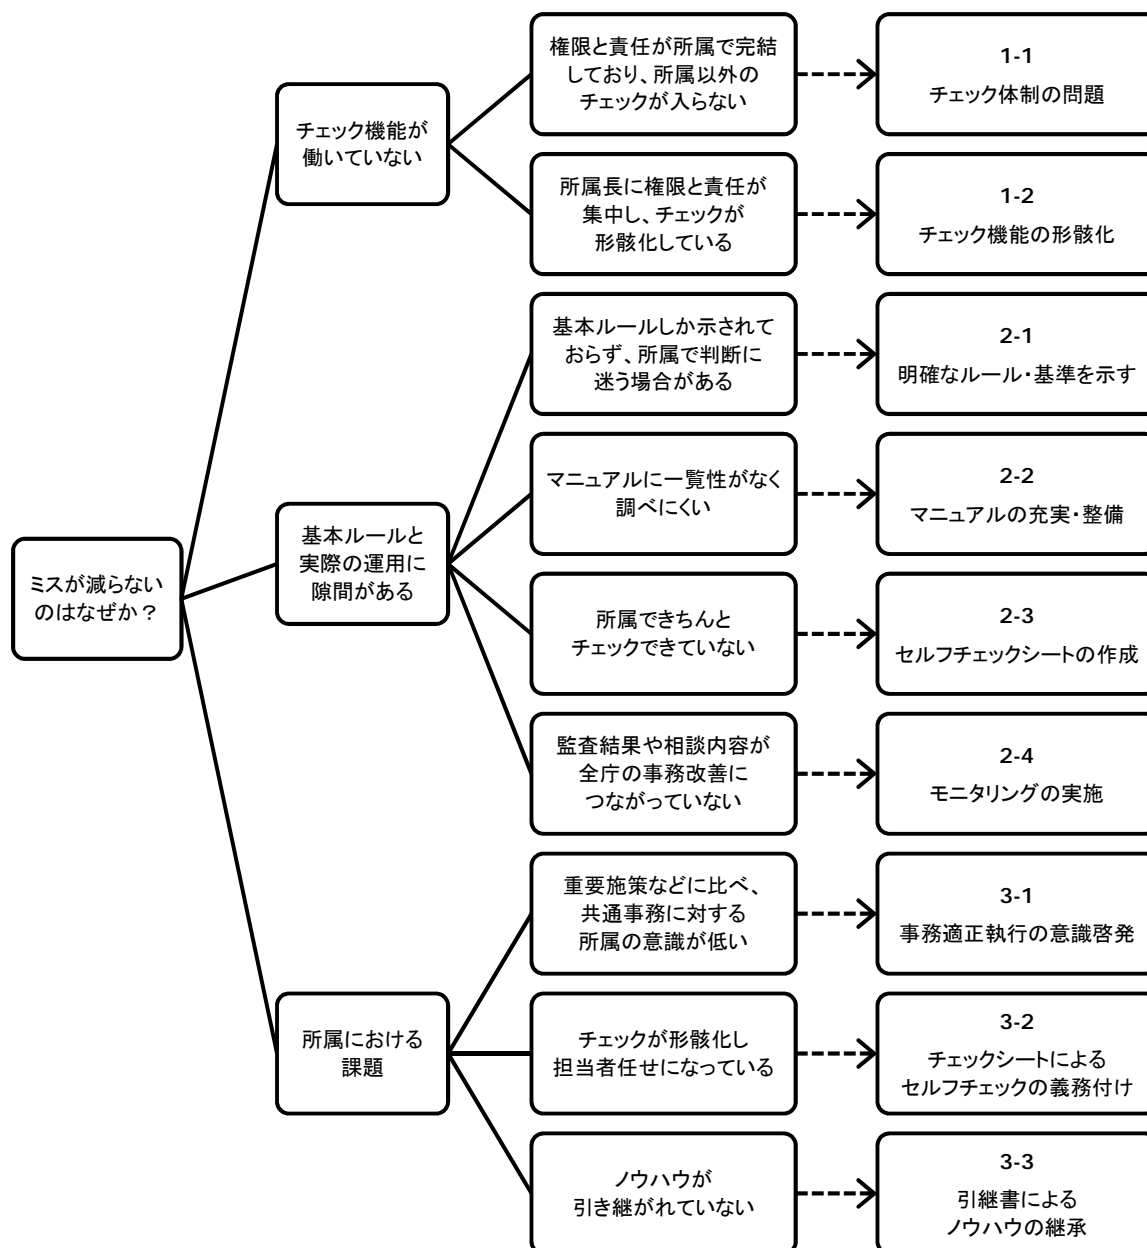 ミスが減らない
のはなぜか?
チェック機能が
働いていない
権限と責任が所属で完結
しており、所属以外の
チェックが入らない
1-1
チェック体制の問題
所属長に権限と責任が
集中し、チェックが
形骸化している
1-2
チェック機能の形骸化
基本ルールと
実際の運用に
隙間がある
基本ルールしか示されて
おらず、所属で判断に
迷う場合がある
2-1
明確なルール・基準を示す
マニュアルに一覧性がなく
調べにくい
2-2
マニュアルの充実・整備
所属できちんと
チェックできていない
2-3
セルフチェックシートの作成
監査結果や相談内容が
全庁の事務改善に
つながっていない
2-4
モニタリングの実施
所属における
課題
重要施策などに比べ、
共通事務に対する
所属の意識が低い
3-1
事務適正執行の意識啓発
チェックが形骸化し
担当者任せになっている
3-2
チェックシートによる
セルフチェックの義務付け
ノウハウが
引き継がれていない
3-3
引継書による
ノウハウの継承